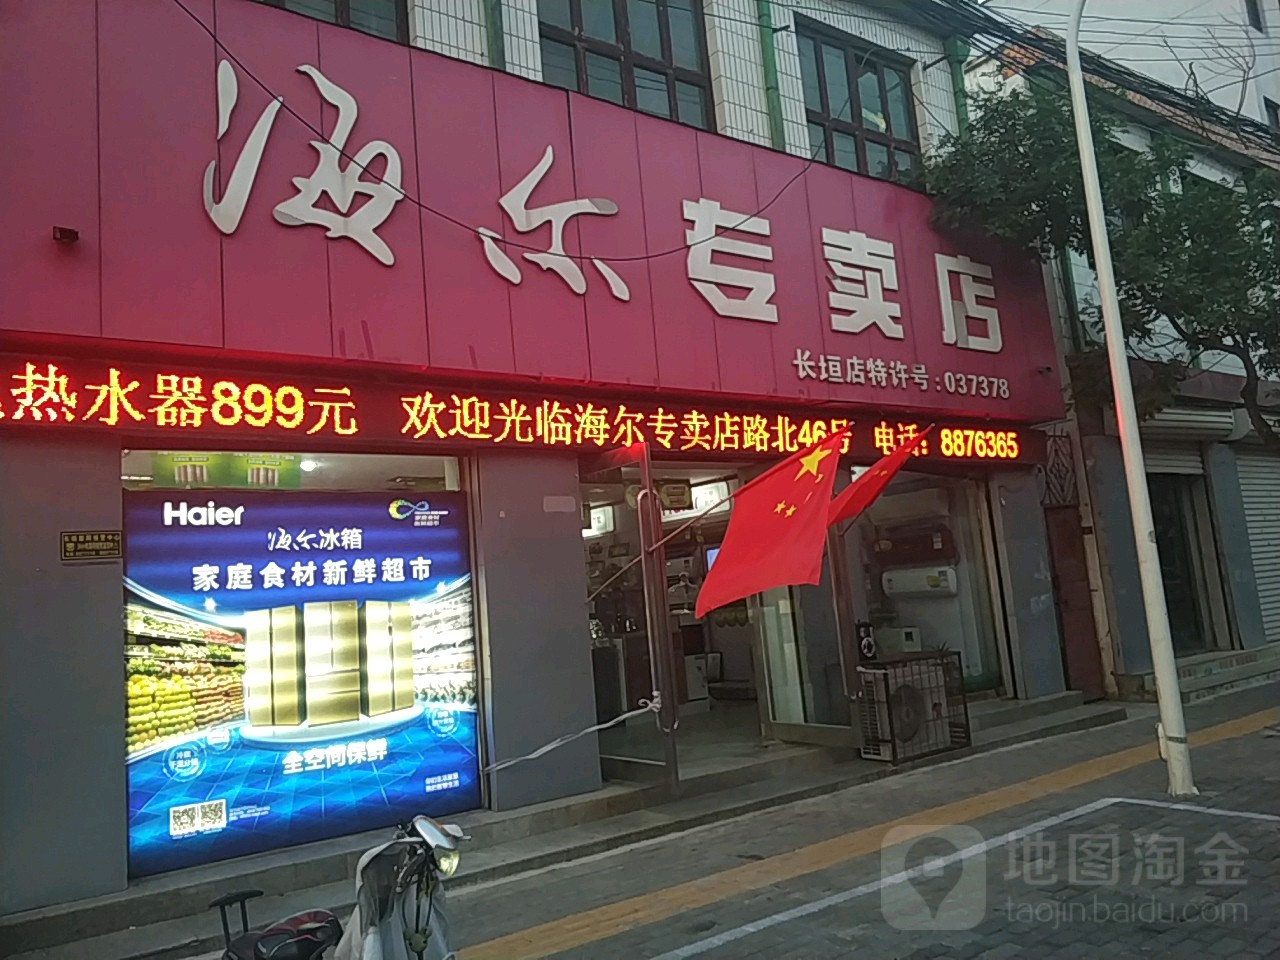 海尔专卖店
长垣店特许号:037378
热水器899元 欢迎光临海尔专卖店路北46号 电话: 8876365
Haier
海尔冰箱
家庭食材新鲜超市
全空间保鲜
地图淘金
taojin.baidu.com